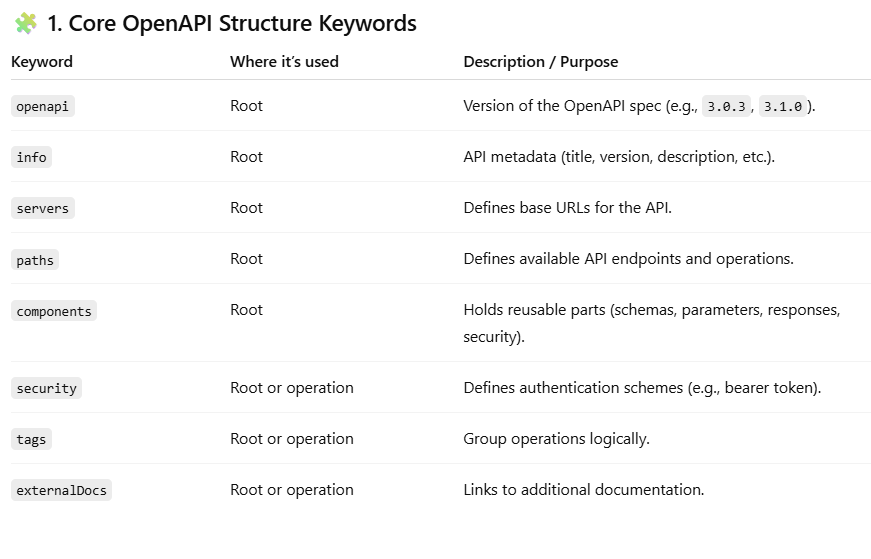 🧩 1. Core OpenAPI Structure Keywords
Keyword Where it's used Description / Purpose
openapi Root Version of the OpenAPI spec (e.g., 3.0.3, 3.1.0).
info Root API metadata (title, version, description, etc.).
servers Root Defines base URLs for the API.
paths Root Defines available API endpoints and operations.
components Root Holds reusable parts (schemas, parameters, responses,
security).
security Root or operation Defines authentication schemes (e.g., bearer token).
tags Root or operation Group operations logically.
externalDocs Root or operation Links to additional documentation.